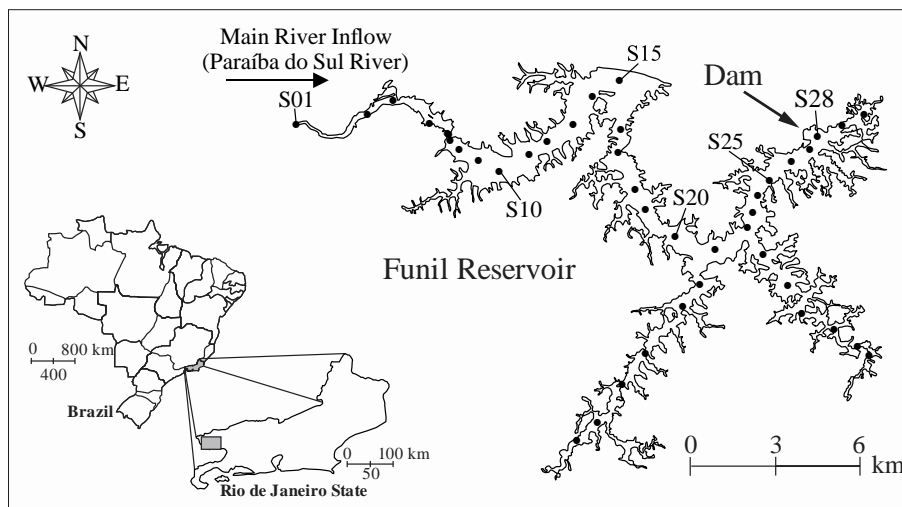 N
W E
S
Main River Inflow
(Paraíba do Sul River)
S01
S10
S15
S20
S25
S28
Dam
Funil Reservoir
0 800 km
400
Brazil
0 100 km
50
Rio de Janeiro State
0 3 6
km